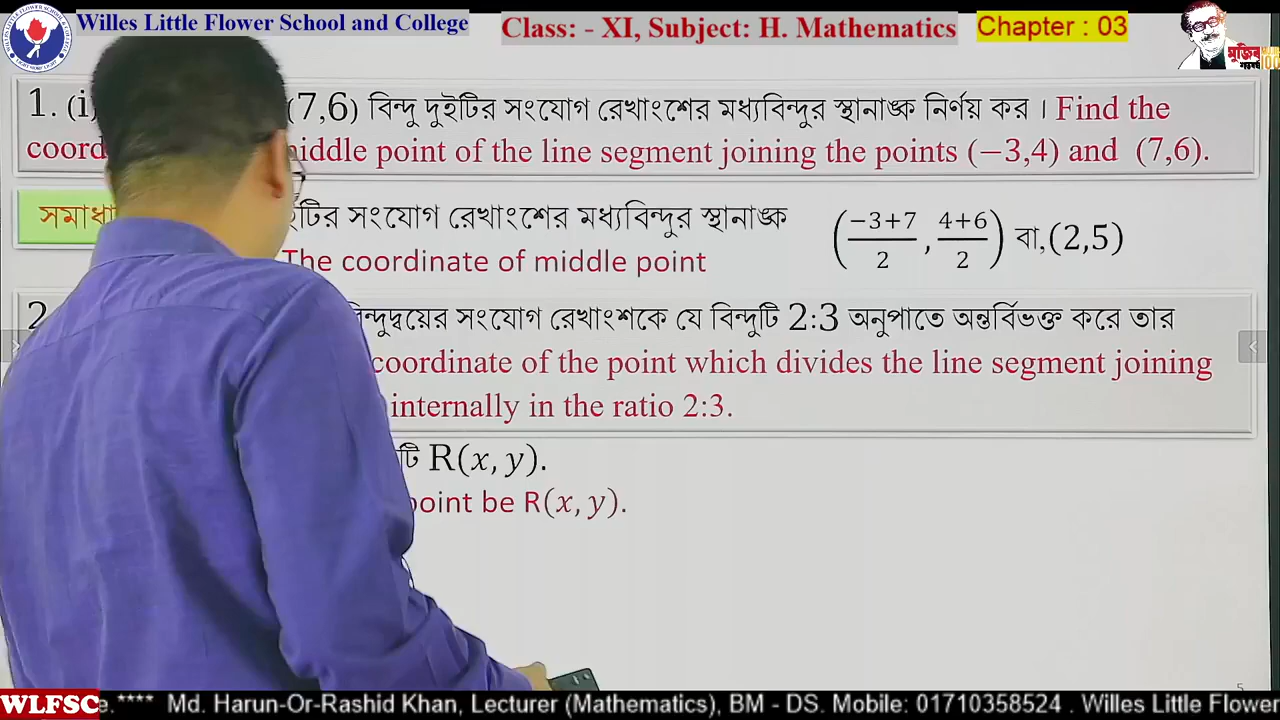 Willes Little Flower School and College
Class: - XI, Subject: H. Mathematics
Chapter : 03
মুজিব
100
1. (i) (7,6) বিন্দু দুইটির সংযোগ রেখাংশের মধ্যবিন্দুর স্থানাঙ্ক নির্ণয় কর । Find the
coord iddle point of the line segment joining the points (−3,4) and (7,6).
সমাধা টির সংযোগ রেখাংশের মধ্যবিন্দুর স্থানাঙ্ক (−3+7/2, 4+6/2) বা,(2,5)
The coordinate of middle point
2 ন্দুদ্বয়ের সংযোগ রেখাংশকে যে বিন্দুটি 2:3 অনুপাতে অন্তর্বিভক্ত করে তার
coordinate of the point which divides the line segment joining
internally in the ratio 2:3.
টি R(x, y).
point be R(x, y).
5
WLFSC e.**** Md. Harun-Or-Rashid Khan, Lecturer (Mathematics), BM - DS. Mobile: 01710358524 . Willes Little Flower